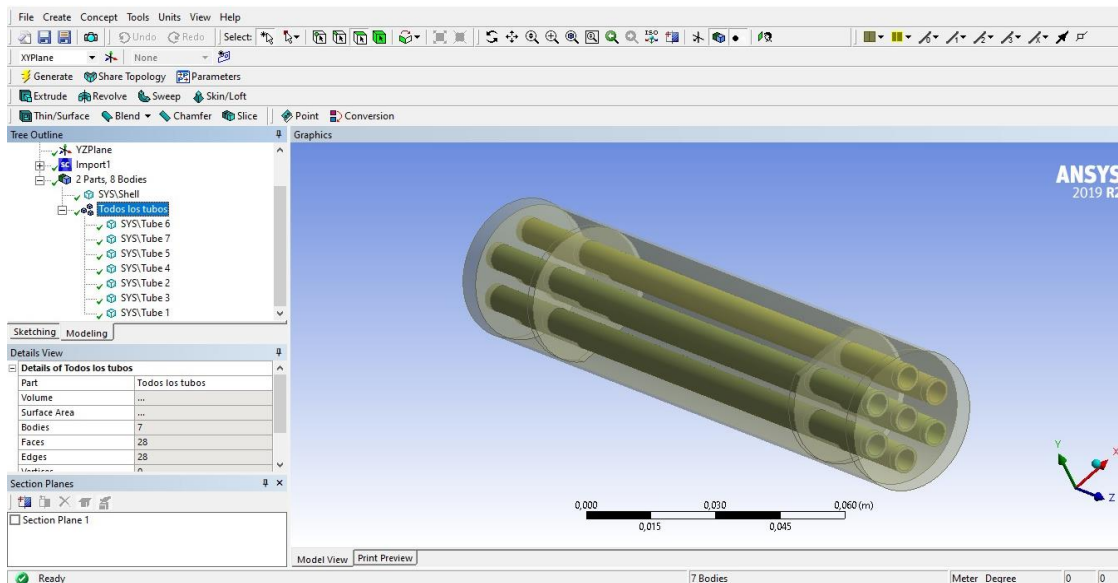 File Create Concept Tools Units View Help
Undo Redo Select: ISO
XYPlane None
Generate Share Topology Parameters
Extrude Revolve Sweep Skin/Loft
Thin/Surface Blend Chamfer Slice Point Conversion
Tree Outline
YZPlane
Import1
2 Parts, 8 Bodies
SYS\Shell
Todos los tubos
SYS\Tube 6
SYS\Tube 7
SYS\Tube 5
SYS\Tube 4
SYS\Tube 2
SYS\Tube 3
SYS\Tube 1
Sketching Modeling
Details View
Details of Todos los tubos
Part Todos los tubos
Volume ...
Surface Area ...
Bodies 7
Faces 28
Edges 28
Vertices 0
Section Planes
Section Plane 1
Graphics
ANSYS
2019 R2
Y
X
Z
0,000 0,030 0,060 (m)
0,015 0,045
Model View Print Preview
Ready 7 Bodies Meter Degree 0 0